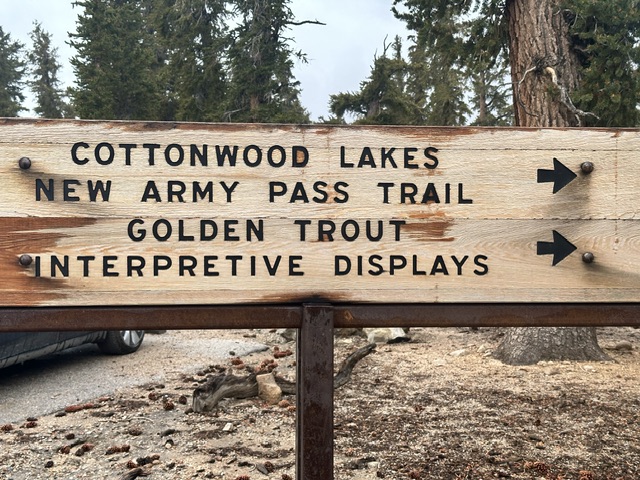 COTTONWOOD LAKES
NEW ARMY PASS TRAIL
GOLDEN TROUT
INTERPRETIVE DISPLAYS